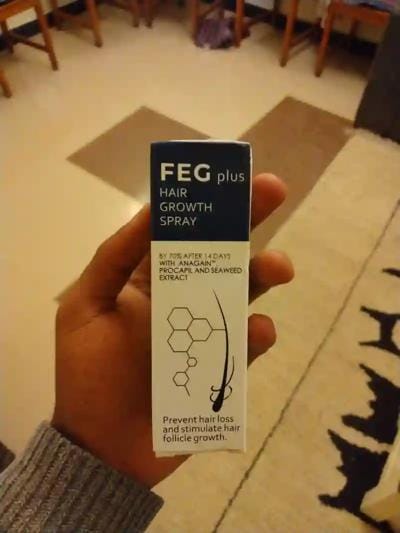 FEG plus
HAIR
GROWTH
SPRAY
BY 70% AFTER 14 DAYS
WITH ANAGAIN™
PROCAPIL AND SEAWEED
EXTRACT
Prevent hair loss
and stimulate hair
follicle growth.